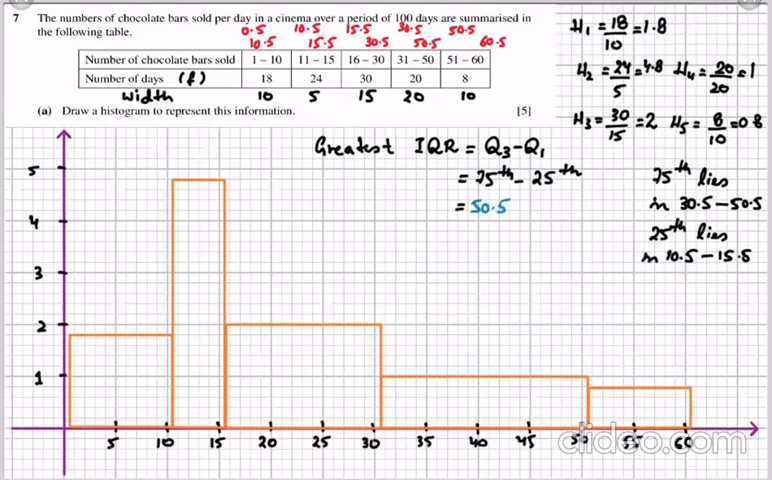 7 The numbers of chocolate bars sold per day in a cinema over a period of 100 days are summarised in
the following table.
0.5 10.5 15.5 30.5 50.5
10.5 15.5 30.5 50.5 60.5
Number of chocolate bars sold 1 – 10 11 – 15 16 – 30 31 – 50 51 – 60
Number of days (f) 18 24 30 20 8
width 10 5 15 20 10
(a) Draw a histogram to represent this information. [5]
H₁ = 18/10 = 1.8
H₂ = 24/5 = 4.8 H₄ = 20/20 = 1
H₃ = 30/15 = 2 H₅ = 8/10 = 0.8
Greatest IQR = Q₃ – Q₁
= 75th – 25th
= 50.5
75th lies
in 30.5 – 50.5
25th lies
in 10.5 – 15.5
5
4
3
2
1
5 10 15 20 25 30 35 40 45 50 55 60
clideo.com